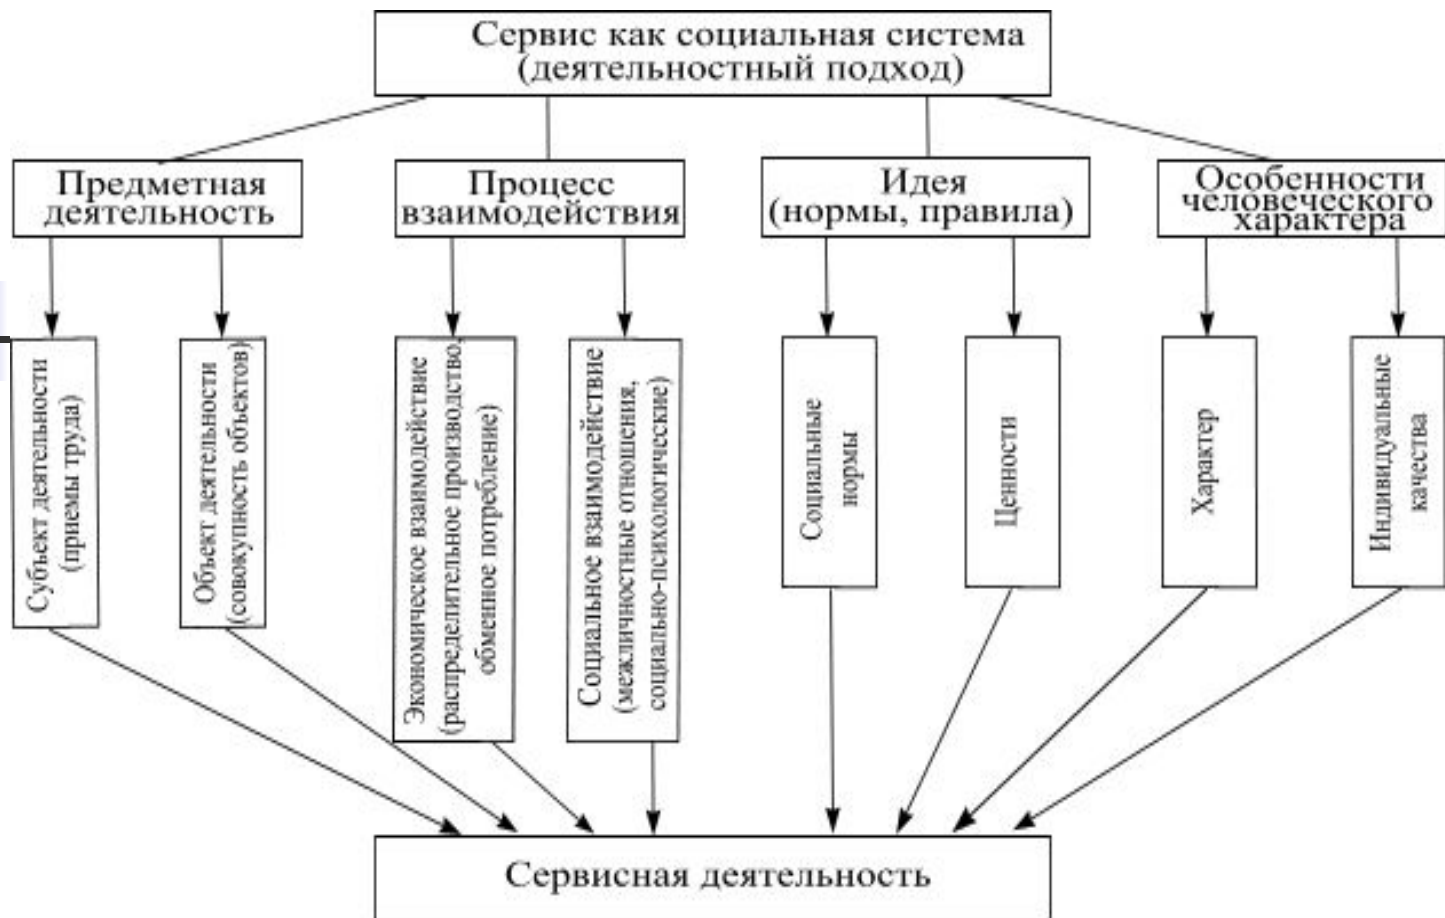 Сервис как социальная система
(деятельностный подход)
Предметная
деятельность
Процесс
взаимодействия
Идея
(нормы, правила)
Особенности
человеческого
характера
Субъект деятельности
(приемы труда)
Объект деятельности
(совокупность объектов)
Экономическое взаимодействие
(распределительное производство,
обменное потребление)
Социальное взаимодействие
(межличностные отношения,
социально-психологические)
Социальные
нормы
Ценности
Характер
Индивидуальные
качества
Сервисная деятельность